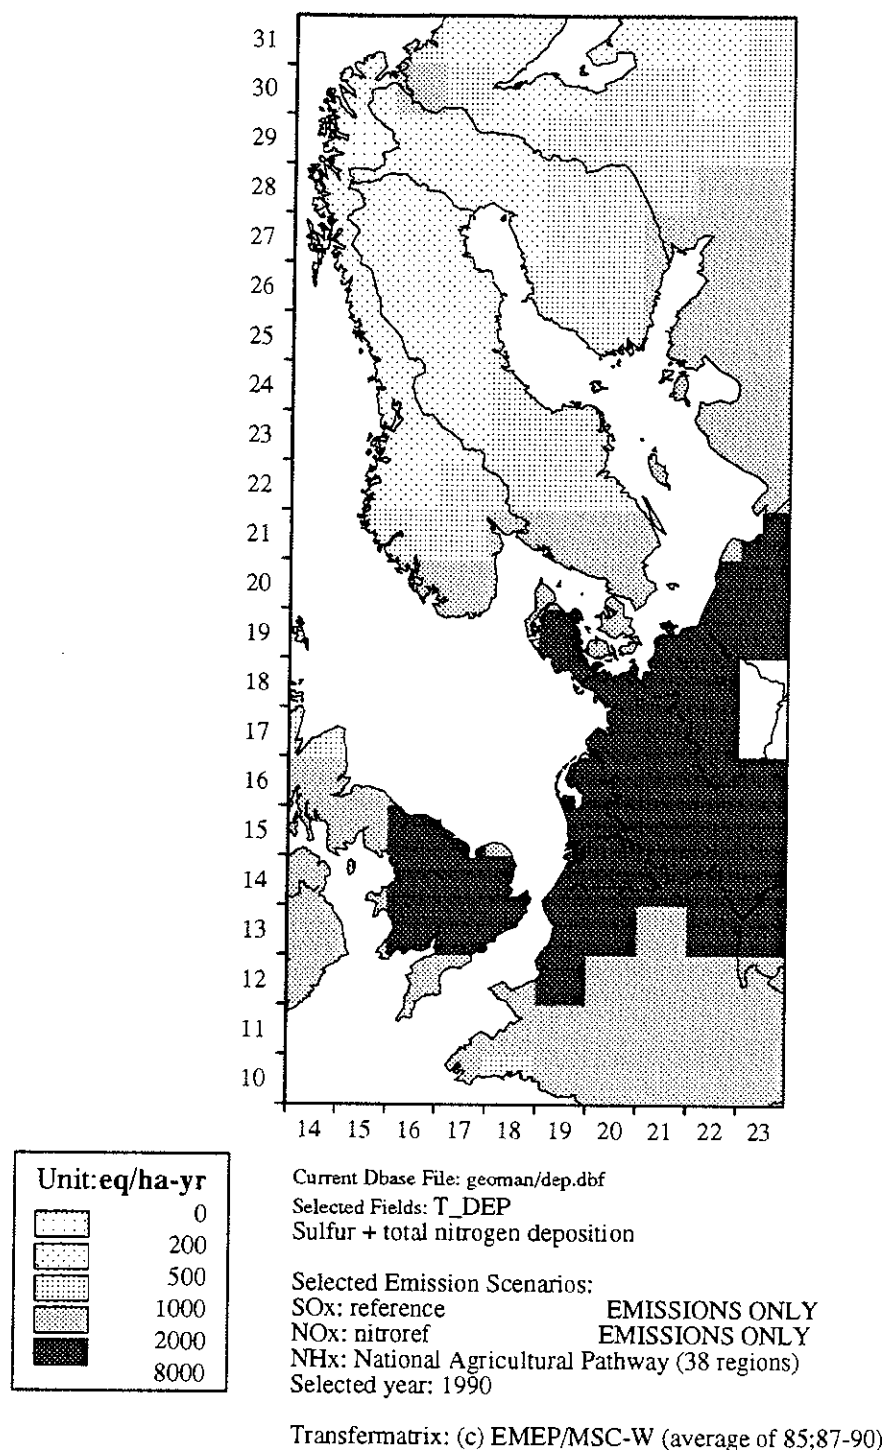 31
30
29
28
27
26
25
24
23
22
21
20
19
18
17
16
15
14
13
12
11
10
14 15 16 17 18 19 20 21 22 23
Unit:eq/ha-yr
0
200
500
1000
2000
8000
Current Dbase File: geoman/dep.dbf
Selected Fields: T_DEP
Sulfur + total nitrogen deposition
Selected Emission Scenarios:
SOx: reference EMISSIONS ONLY
NOx: nitroref EMISSIONS ONLY
NHx: National Agricultural Pathway (38 regions)
Selected year: 1990
Transfermatrix: (c) EMEP/MSC-W (average of 85;87-90)